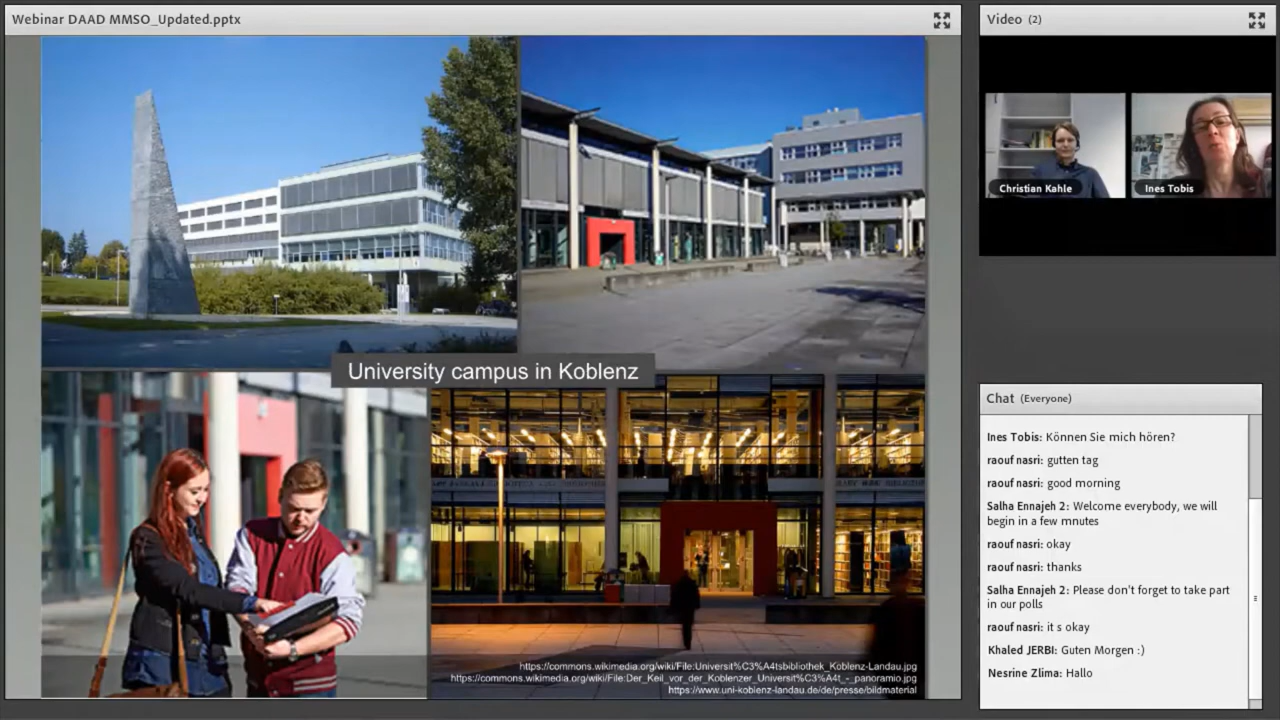 Webinar DAAD MMSO_Updated.pptx
Video (2)
Christian Kahle
Ines Tobis
University campus in Koblenz
https://commons.wikimedia.org/wiki/File:Universit%C3%A4tsbibliothek_Koblenz-Landau.jpg
https://commons.wikimedia.org/wiki/File:Der_Keil_vor_der_Koblenzer_Universit%C3%A4t_-_panoramio.jpg
https://www.uni-koblenz-landau.de/de/presse/bildmaterial
Chat (Everyone)
Ines Tobis: Können Sie mich hören?
raouf nasri: gutten tag
raouf nasri: good morning
Salha Ennajeh 2: Welcome everybody, we will
begin in a few mnutes
raouf nasri: okay
raouf nasri: thanks
Salha Ennajeh 2: Please don't forget to take part
in our polls
raouf nasri: it s okay
Khaled JERBI: Guten Morgen :)
Nesrine Zlima: Hallo